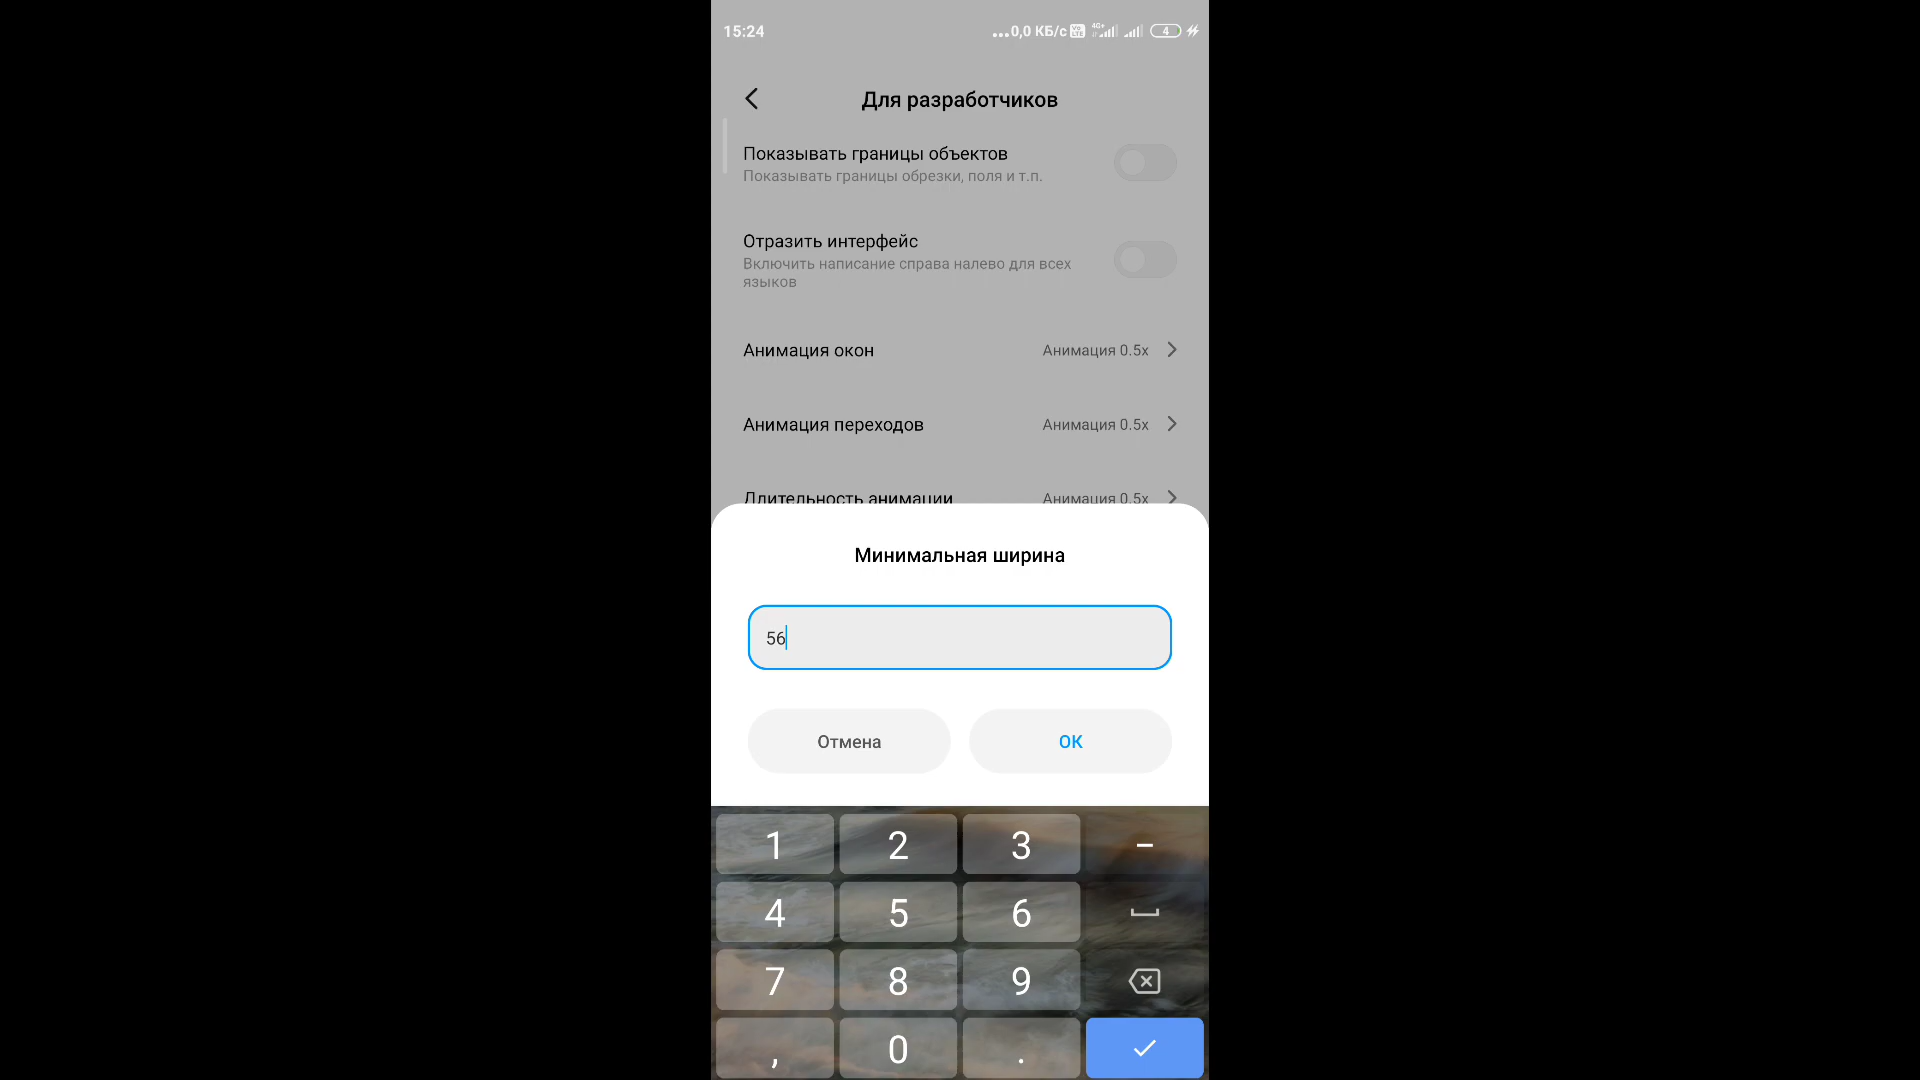 15:24
...0,0 КБ/с 4G+ 4
Для разработчиков
Показывать границы объектов
Показывать границы обрезки, поля и т.п.
Отразить интерфейс
Включить написание справа налево для всех
языков
Анимация окон Анимация 0.5x
Анимация переходов Анимация 0.5x
Длительность анимации Анимация 0.5x
Минимальная ширина
56
Отмена ОК
1 2 3 –
4 5 6
7 8 9
, 0 .